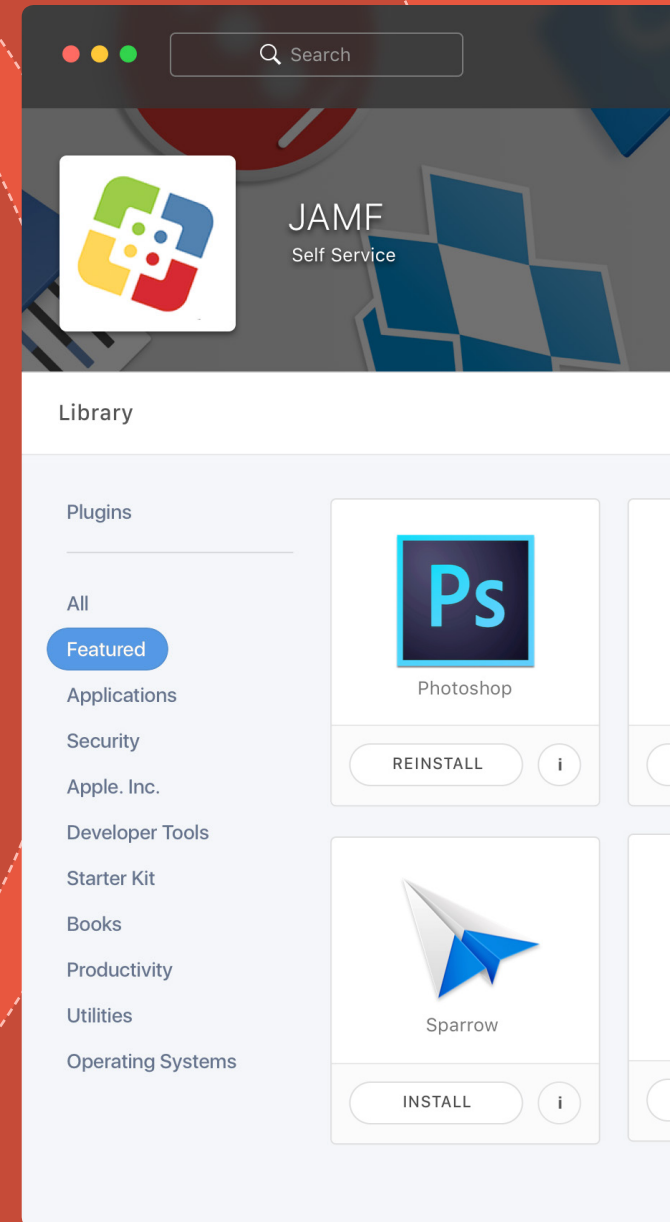 Search
JAMF
Self Service
Library
Plugins
All
Featured
Applications
Security
Apple. Inc.
Developer Tools
Starter Kit
Books
Productivity
Utilities
Operating Systems
Ps
Photoshop
REINSTALL
i
Sparrow
INSTALL
i